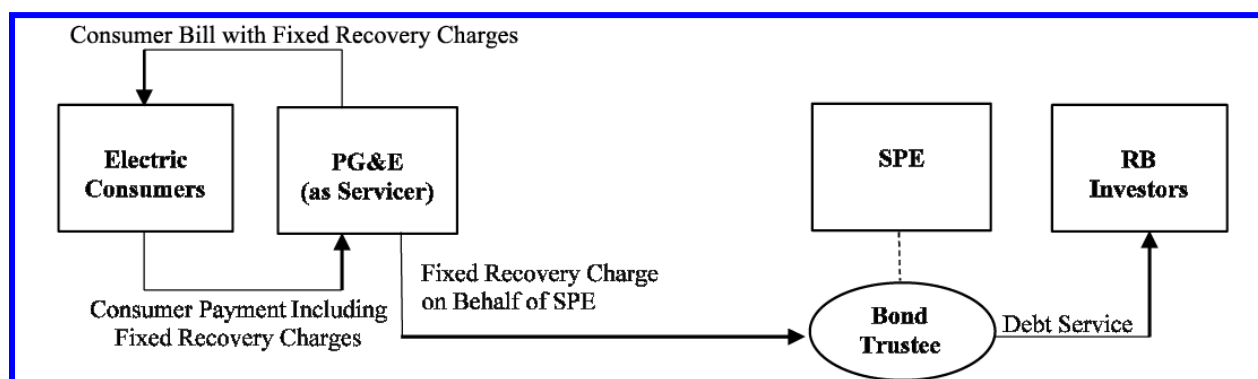 Consumer Bill with Fixed Recovery Charges
Electric
Consumers
PG&E
(as Servicer)
SPE
RB
Investors
Consumer Payment Including
Fixed Recovery Charges
Fixed Recovery Charge
on Behalf of SPE
Bond
Trustee
Debt Service